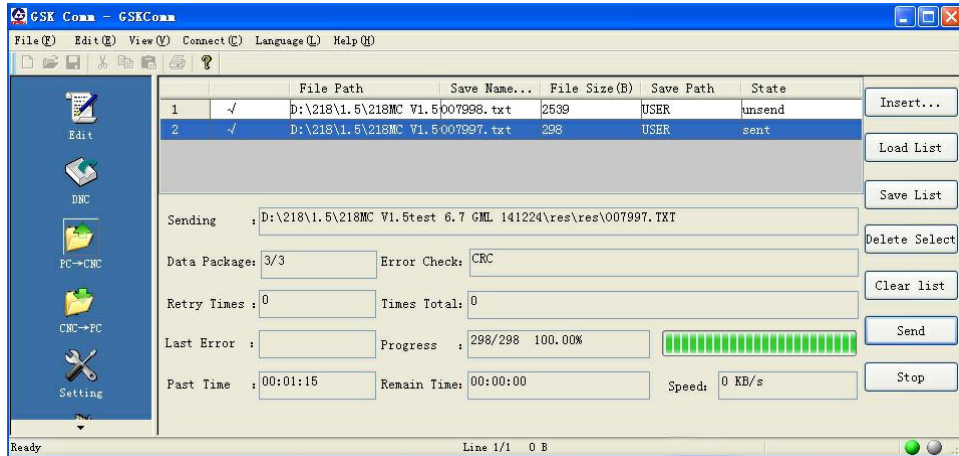 GSK Comm - GSKComm
File(F) Edit(E) View(V) Connect(C) Language(L) Help(H)
File Path Save Name... File Size(B) Save Path State
1 √ D:\218\1.5\218MC V1.5 007998.txt 2539 USER unsend
2 √ D:\218\1.5\218MC V1.5 007997.txt 298 USER sent
Edit
DNC
PC→CNC
CNC→PC
Setting
Sending : D:\218\1.5\218MC V1.5test 6.7 GML 141224\res\res\007997.TXT
Data Package: 3/3 Error Check: CRC
Retry Times : 0 Times Total: 0
Last Error : Progress : 298/298 100.00%
Past Time : 00:01:15 Remain Time: 00:00:00 Speed: 0 KB/s
Insert...
Load List
Save List
Delete Select
Clear list
Send
Stop
Ready Line 1/1 0 B